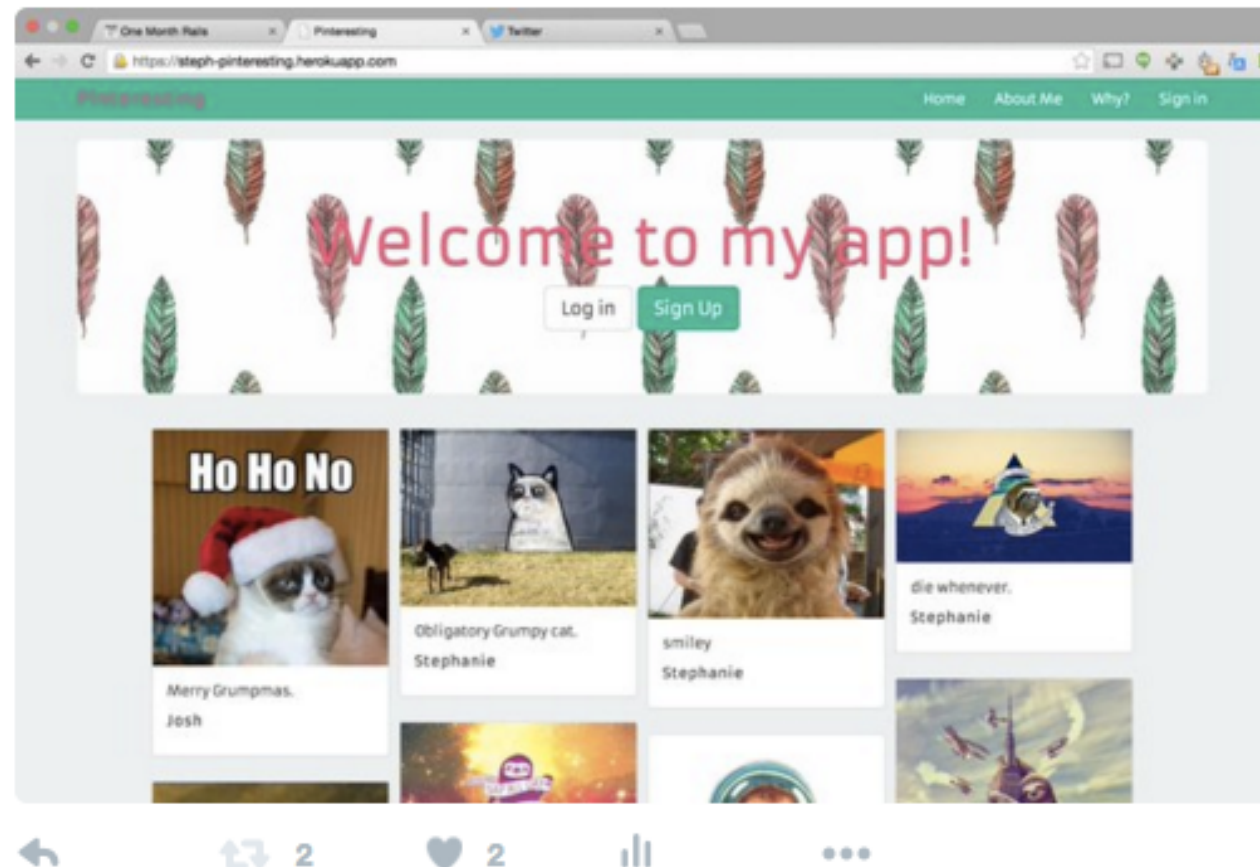 One Month Rails
Pinteresting
Twitter
https://steph-pinteresting.herokuapp.com
Pinteresting
Home
About Me
Why?
Sign in
Welcome to my app!
Log in
Sign Up
Ho Ho No
Merry Grumpmas.
Josh
Obligatory Grumpy cat.
Stephanie
smiley
Stephanie
die whenever.
Stephanie
2
2